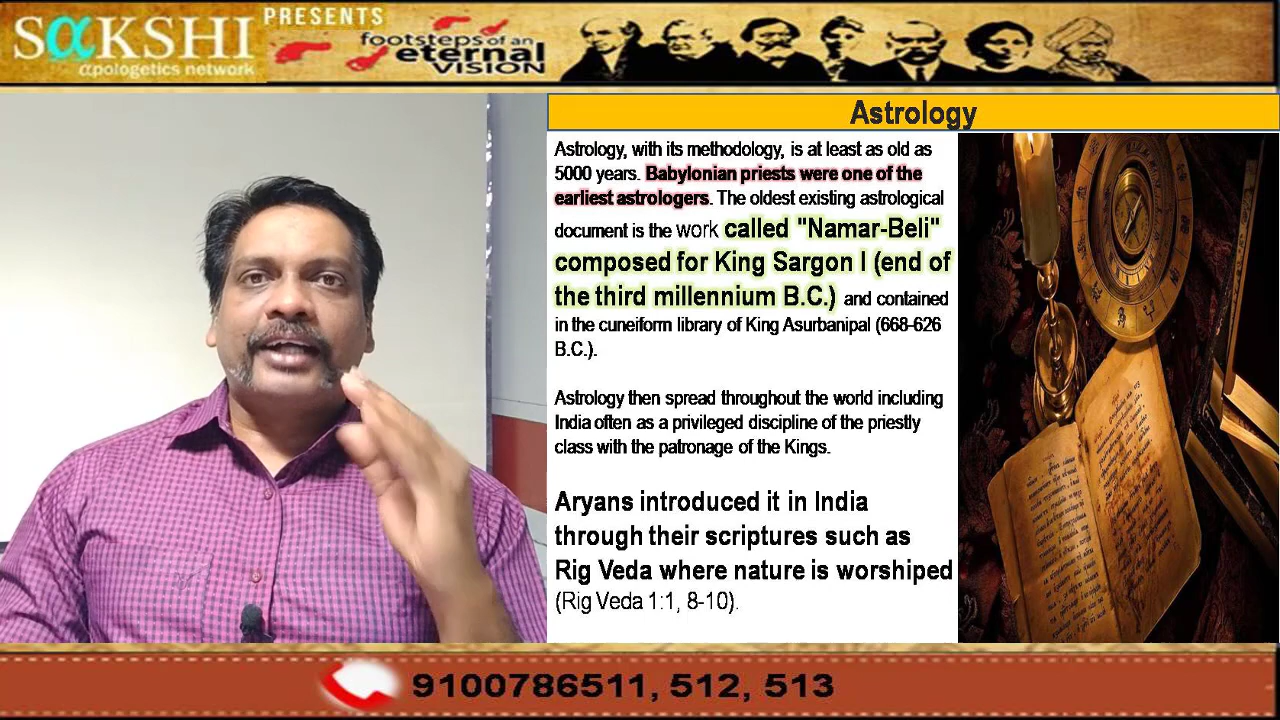 SαKSHI
αpologetics network
PRESENTS
footsteps of an
eternal
VISION
Astrology
Astrology, with its methodology, is at least as old as
5000 years. Babylonian priests were one of the
earliest astrologers. The oldest existing astrological
document is the work called "Namar-Beli"
composed for King Sargon I (end of
the third millennium B.C.) and contained
in the cuneiform library of King Asurbanipal (668-626
B.C.).
Astrology then spread throughout the world including
India often as a privileged discipline of the priestly
class with the patronage of the Kings.
Aryans introduced it in India
through their scriptures such as
Rig Veda where nature is worshiped
(Rig Veda 1:1, 8-10).
9100786511, 512, 513